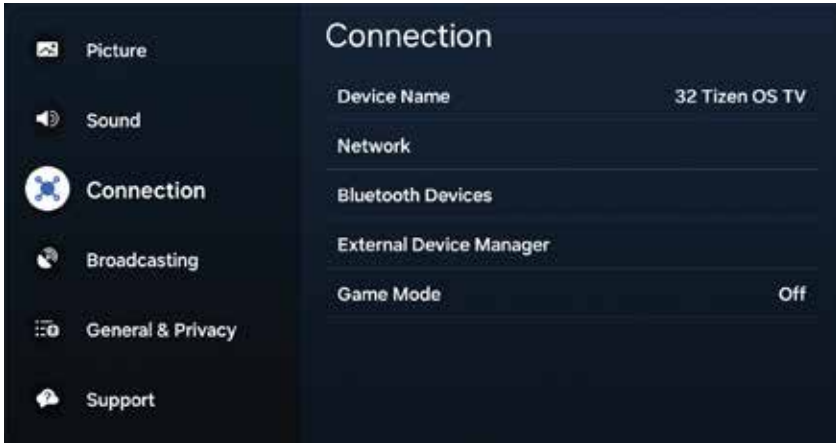 Picture
Sound
Connection
Broadcasting
General & Privacy
Support
Connection
Device Name 32 Tizen OS TV
Network
Bluetooth Devices
External Device Manager
Game Mode Off